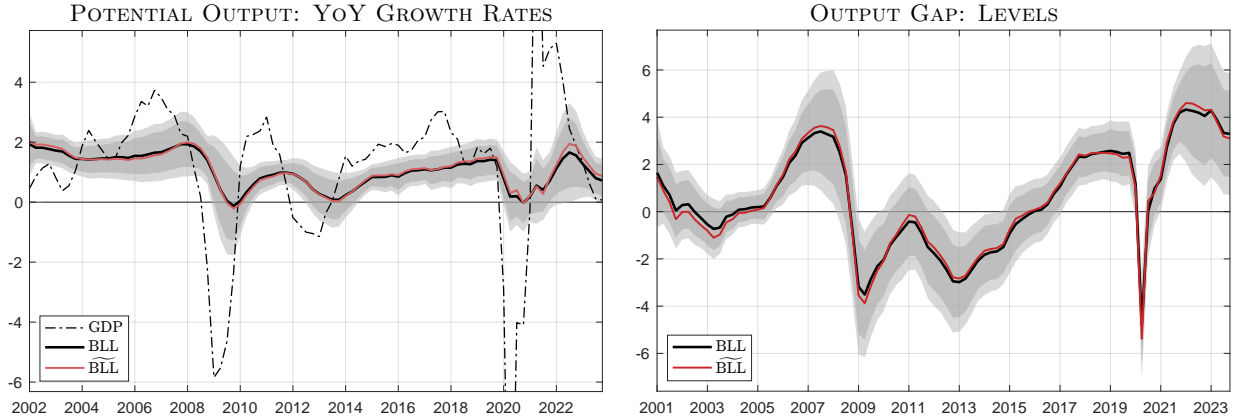 Potential Output: YoY Growth Rates
4
2
0
-2
-4
-6
GDP
BLL
B͠L͠L͠
2002 2004 2006 2008 2010 2012 2014 2016 2018 2020 2022
Output Gap: Levels
6
4
2
0
-2
-4
-6
BLL
B͠L͠L͠
2001 2003 2005 2007 2009 2011 2013 2015 2017 2019 2021 2023